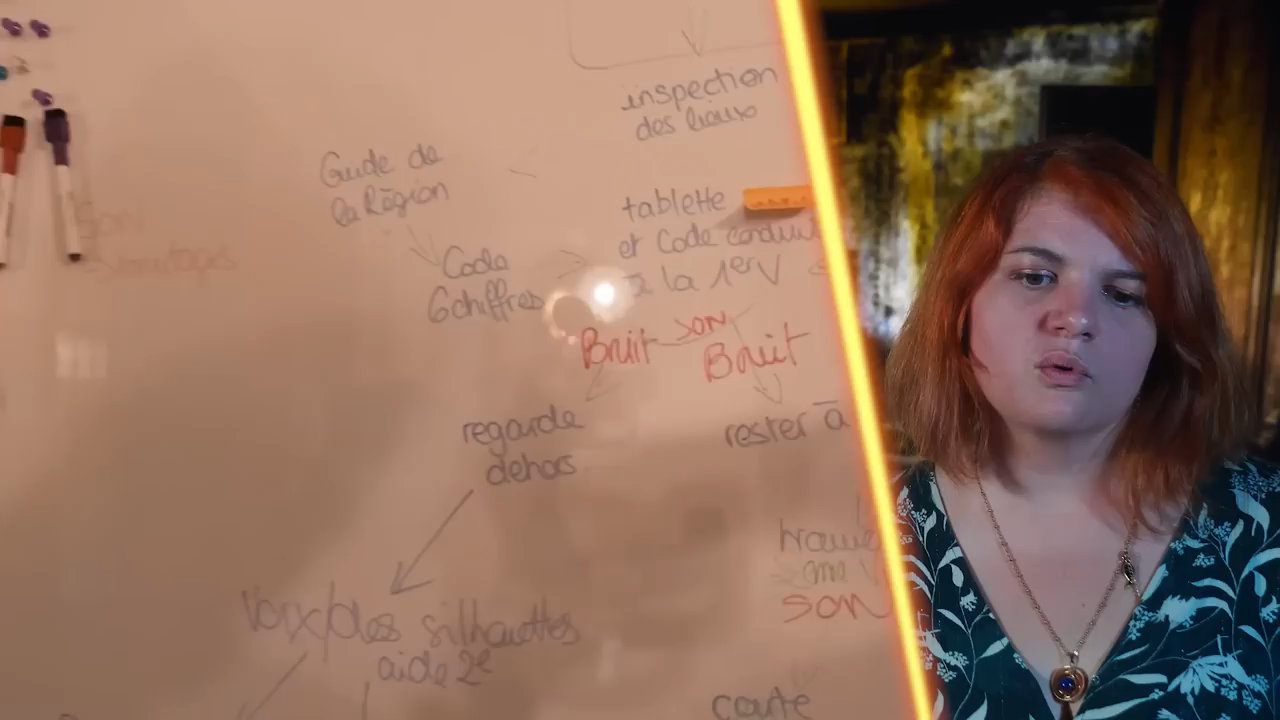 inspection
des lieux
Guide de
la Région
tablette
et Code conduit
à la 1er V
Code
6chiffres
son
Bruit
Bruit
regarde
dehors
rester à
son
Voix/des silhouettes
aide 2e